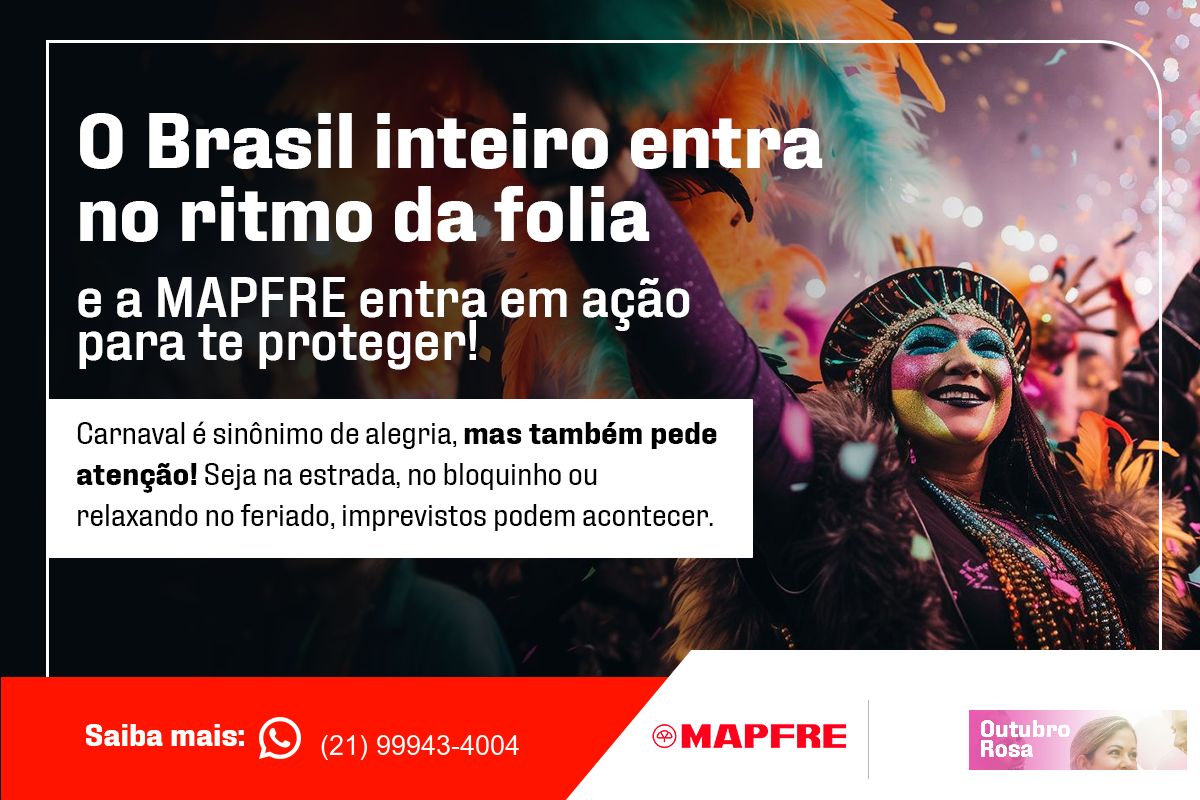 O Brasil inteiro entra
no ritmo da folia
e a MAPFRE entra em ação
para te proteger!
Carnaval é sinônimo de alegria, mas também pede
atenção! Seja na estrada, no bloquinho ou
relaxando no feriado, imprevistos podem acontecer.
Saiba mais: (21) 99943-4004
MAPFRE
Outubro
Rosa